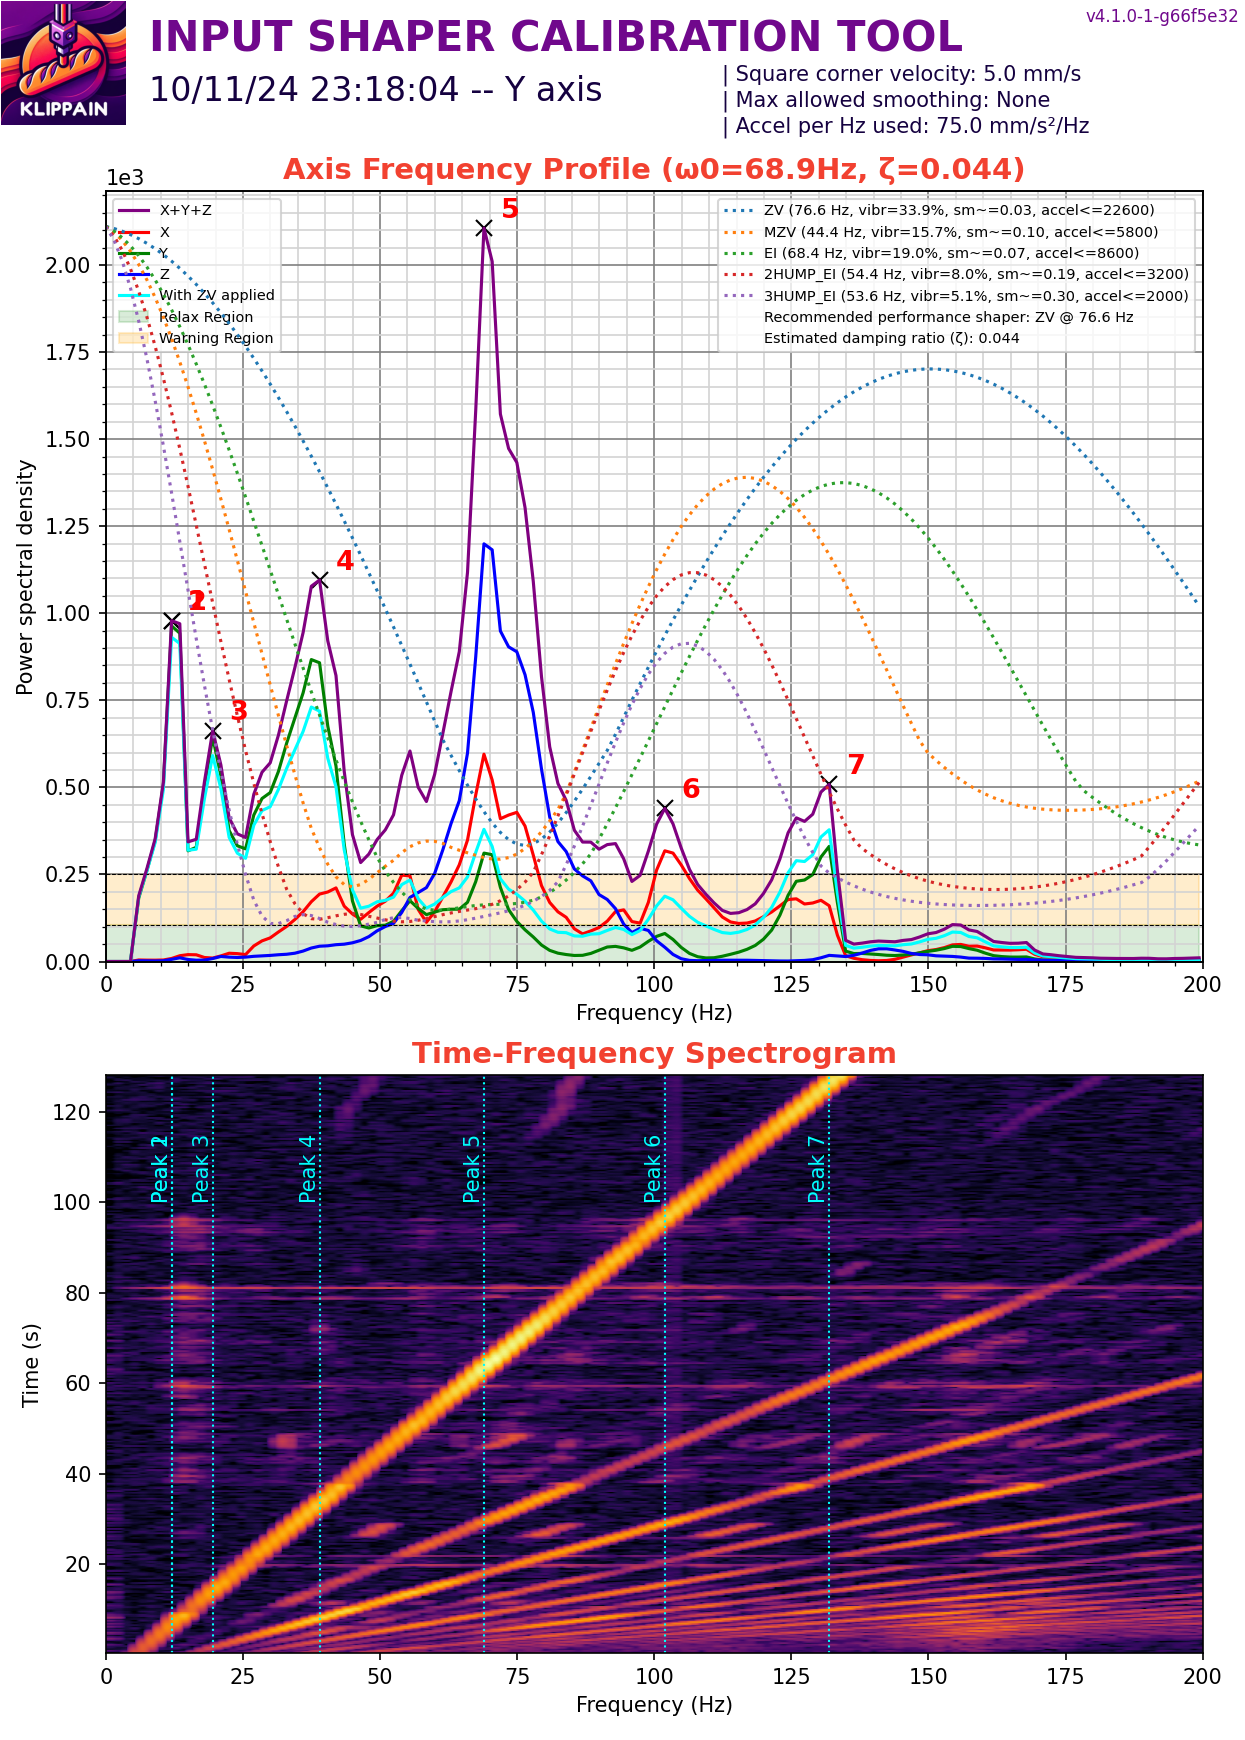 v4.1.0-1-g66f5e32
INPUT SHAPER CALIBRATION TOOL
10/11/24 23:18:04 -- Y axis
| Square corner velocity: 5.0 mm/s
| Max allowed smoothing: None
| Accel per Hz used: 75.0 mm/s²/Hz
KLIPPAIN
Axis Frequency Profile (ω0=68.9Hz, ζ=0.044)
1e3
X+Y+Z
X
Y
Z
With ZV applied
Relax Region
Warning Region
ZV (76.6 Hz, vibr=33.9%, sm~=0.03, accel<=22600)
MZV (44.4 Hz, vibr=15.7%, sm~=0.10, accel<=5800)
EI (68.4 Hz, vibr=19.0%, sm~=0.07, accel<=8600)
2HUMP_EI (54.4 Hz, vibr=8.0%, sm~=0.19, accel<=3200)
3HUMP_EI (53.6 Hz, vibr=5.1%, sm~=0.30, accel<=2000)
Recommended performance shaper: ZV @ 76.6 Hz
Estimated damping ratio (ζ): 0.044
Power spectral density
2.00
1.75
1.50
1.25
1.00
0.75
0.50
0.25
0.00
1
2
3
4
5
6
7
0 25 50 75 100 125 150 175 200
Frequency (Hz)
Time-Frequency Spectrogram
Time (s)
120
100
80
60
40
20
Peak 1
Peak 2
Peak 3
Peak 4
Peak 5
Peak 6
Peak 7
0 25 50 75 100 125 150 175 200
Frequency (Hz)